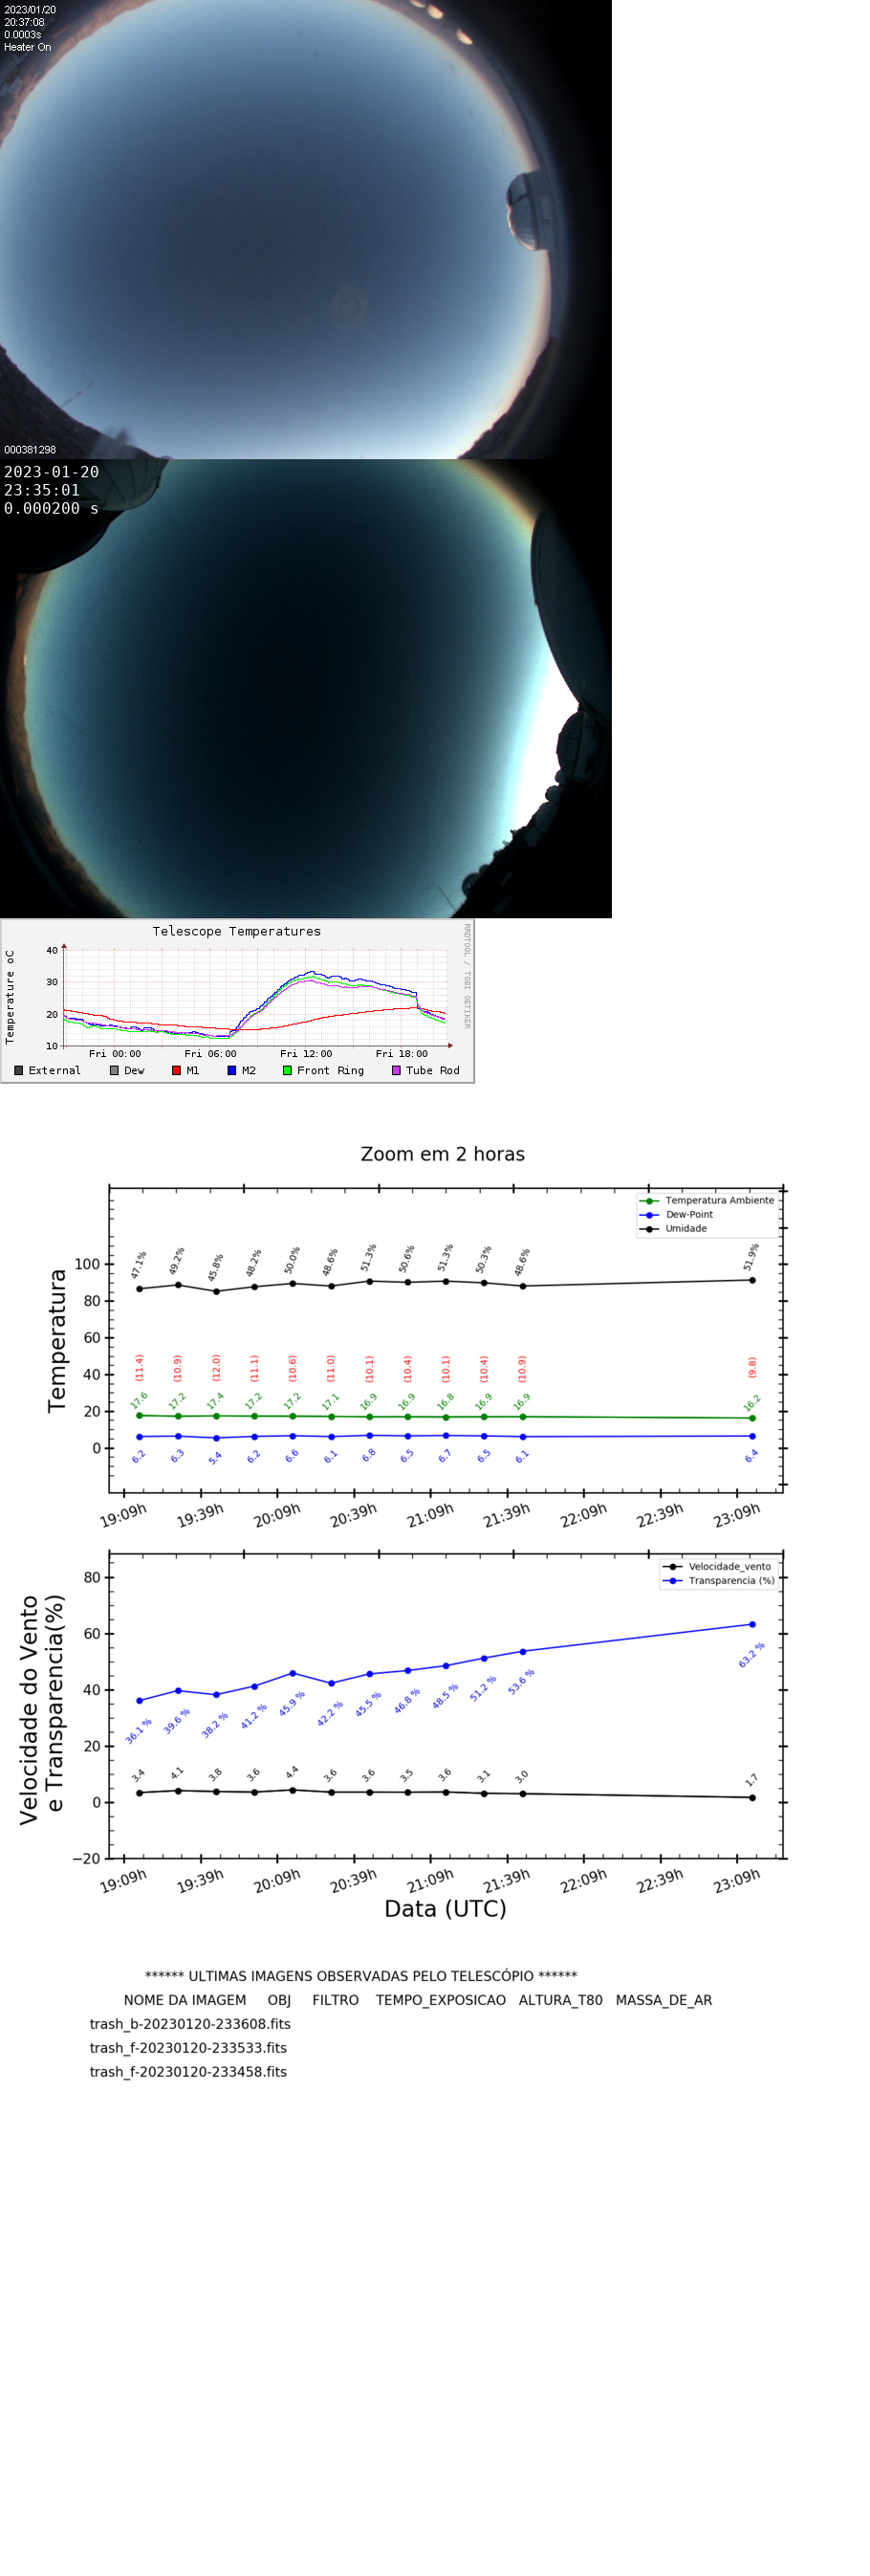 2023/01/20
20:37:08
0.0003s
Heater On
000381298
2023-01-20
23:35:01
0.000200 s
Telescope Temperatures
RRDTOOL / TOBI OETIKER
Temperature oC
40
30
20
10
Fri 00:00 Fri 06:00 Fri 12:00 Fri 18:00
External Dew M1 M2 Front Ring Tube Rod
Zoom em 2 horas
Temperatura Ambiente
Dew-Point
Umidade
Temperatura
100
80
60
40
20
0
47.1% 49.2% 45.8% 48.2% 50.0% 48.6% 51.3% 50.6% 51.3% 50.3% 48.6% 51.9%
(11.4) (10.9) (12.0) (11.1) (10.6) (11.0) (10.1) (10.4) (10.1) (10.4) (10.9) (9.8)
17.6 17.2 17.4 17.2 17.2 17.1 16.9 16.9 16.8 16.9 16.9 16.2
6.2 6.3 5.4 6.2 6.6 6.1 6.8 6.5 6.7 6.5 6.1 6.4
19:09h 19:39h 20:09h 20:39h 21:09h 21:39h 22:09h 22:39h 23:09h
Velocidade_vento
Transparencia (%)
Velocidade do Vento
e Transparencia(%)
80
60
40
20
0
−20
36.1 % 39.6 % 38.2 % 41.2 % 45.9 % 42.2 % 45.5 % 46.8 % 48.5 % 51.2 % 53.6 % 63.2 %
3.4 4.1 3.8 3.6 4.4 3.6 3.6 3.5 3.6 3.1 3.0 1.7
19:09h 19:39h 20:09h 20:39h 21:09h 21:39h 22:09h 22:39h 23:09h
Data (UTC)
****** ULTIMAS IMAGENS OBSERVADAS PELO TELESCÓPIO ******
NOME DA IMAGEM OBJ FILTRO TEMPO_EXPOSICAO ALTURA_T80 MASSA_DE_AR
trash_b-20230120-233608.fits
trash_f-20230120-233533.fits
trash_f-20230120-233458.fits